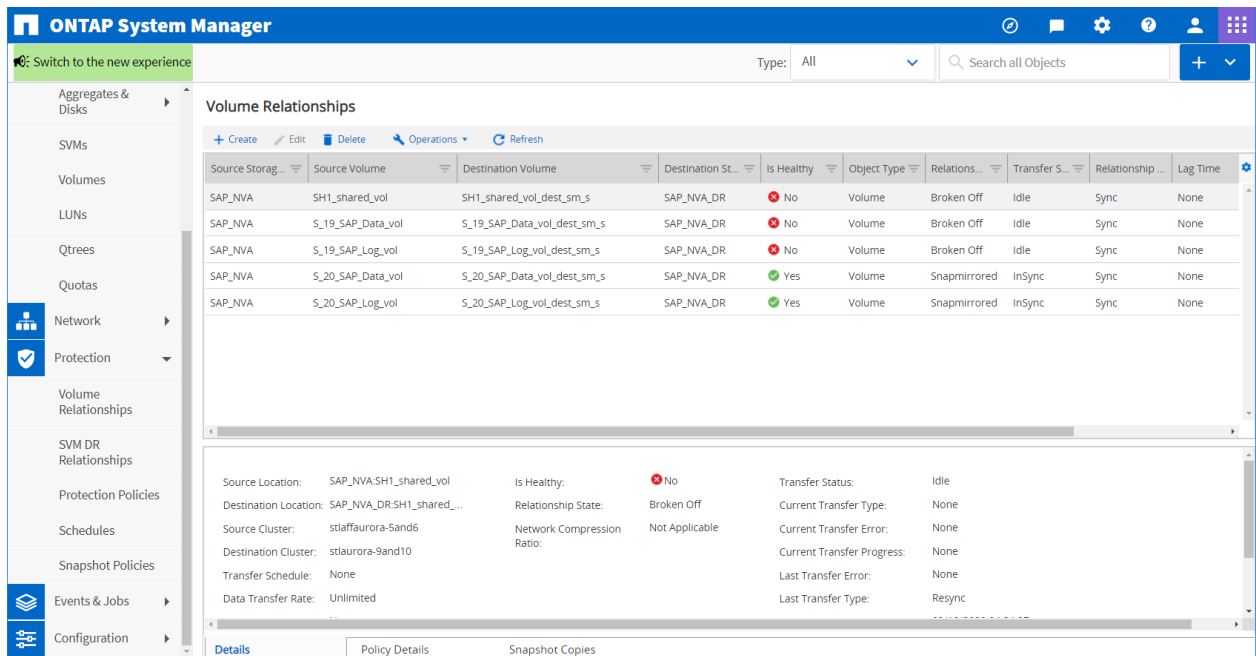 ONTAP System Manager
Switch to the new experience
Type: All
Search all Objects
Aggregates &
Disks
SVMs
Volumes
LUNs
Qtrees
Quotas
Network
Protection
Volume
Relationships
SVM DR
Relationships
Protection Policies
Schedules
Snapshot Policies
Events & Jobs
Configuration
Volume Relationships
+ Create Edit Delete Operations Refresh
Source Storag... Source Volume Destination Volume Destination St... Is Healthy Object Type Relations... Transfer S... Relationship ... Lag Time
SAP_NVA SH1_shared_vol SH1_shared_vol_dest_sm_s SAP_NVA_DR No Volume Broken Off Idle Sync None
SAP_NVA S_19_SAP_Data_vol S_19_SAP_Data_vol_dest_sm_s SAP_NVA_DR No Volume Broken Off Idle Sync None
SAP_NVA S_19_SAP_Log_vol S_19_SAP_Log_vol_dest_sm_s SAP_NVA_DR No Volume Broken Off Idle Sync None
SAP_NVA S_20_SAP_Data_vol S_20_SAP_Data_vol_dest_sm_s SAP_NVA_DR Yes Volume Snapmirrored InSync Sync None
SAP_NVA S_20_SAP_Log_vol S_20_SAP_Log_vol_dest_sm_s SAP_NVA_DR Yes Volume Snapmirrored InSync Sync None
Source Location: SAP_NVA:SH1_shared_vol
Destination Location: SAP_NVA_DR:SH1_shared_...
Source Cluster: stlaffaurora-5and6
Destination Cluster: stlaurora-9and10
Transfer Schedule: None
Data Transfer Rate: Unlimited
Is Healthy: No
Relationship State: Broken Off
Network Compression Not Applicable
Ratio:
Transfer Status: Idle
Current Transfer Type: None
Current Transfer Error: None
Current Transfer Progress: None
Last Transfer Error: None
Last Transfer Type: Resync
Details Policy Details Snapshot Copies